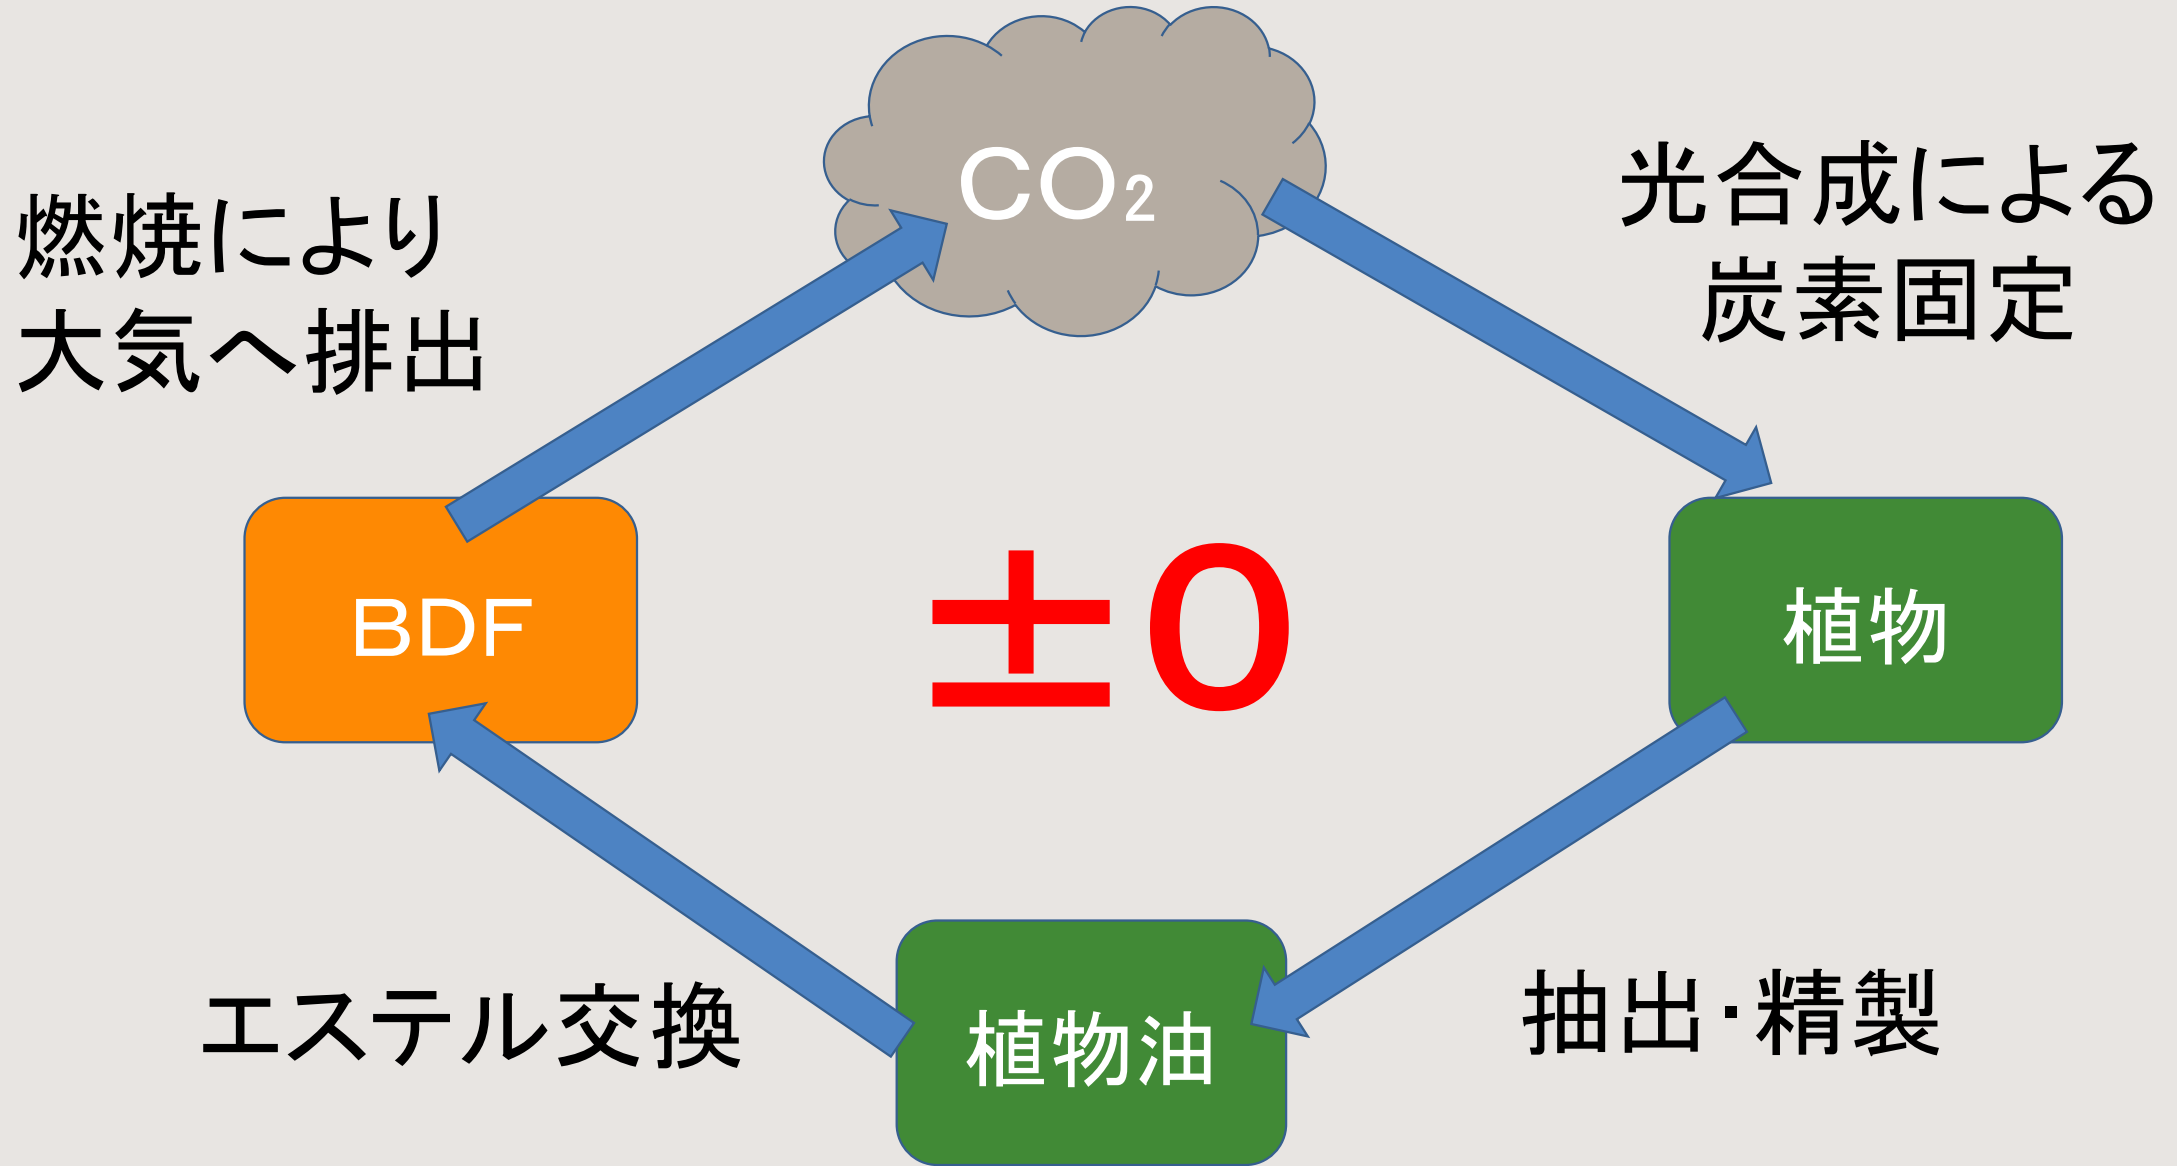 CO₂
光合成による
炭素固定
燃焼により
大気へ排出
BDF
±0
植物
エステル交換
植物油
抽出・精製